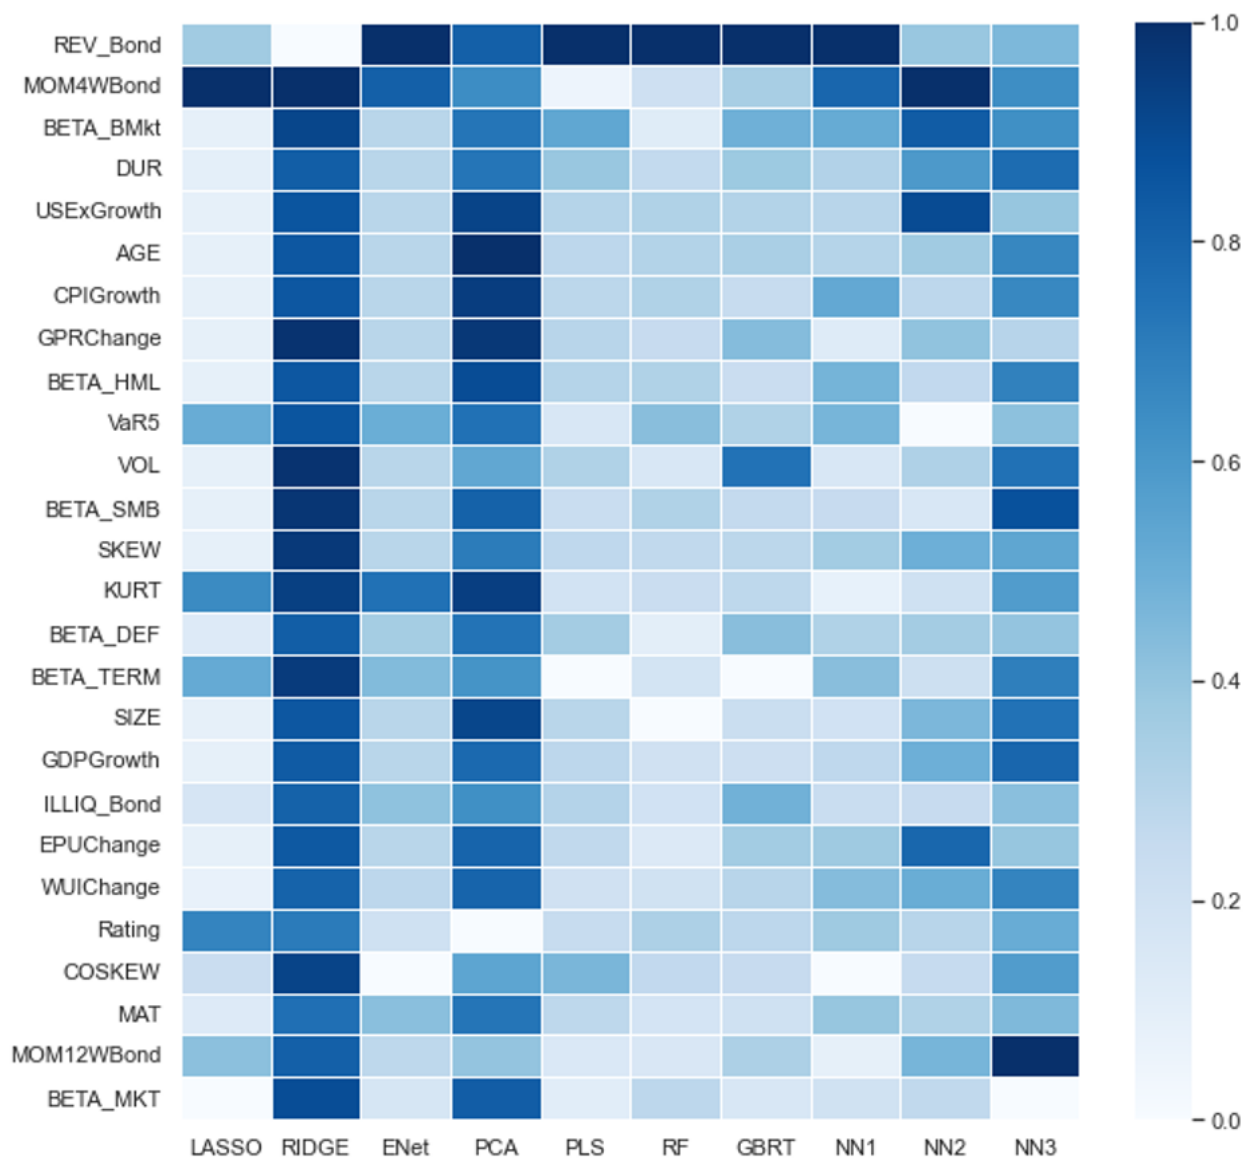 REV_Bond
MOM4WBond
BETA_BMkt
DUR
USExGrowth
AGE
CPIGrowth
GPRChange
BETA_HML
VaR5
VOL
BETA_SMB
SKEW
KURT
BETA_DEF
BETA_TERM
SIZE
GDPGrowth
ILLIQ_Bond
EPUChange
WUIChange
Rating
COSKEW
MAT
MOM12WBond
BETA_MKT
LASSO RIDGE ENet PCA PLS RF GBRT NN1 NN2 NN3
1.0
0.8
0.6
0.4
0.2
0.0